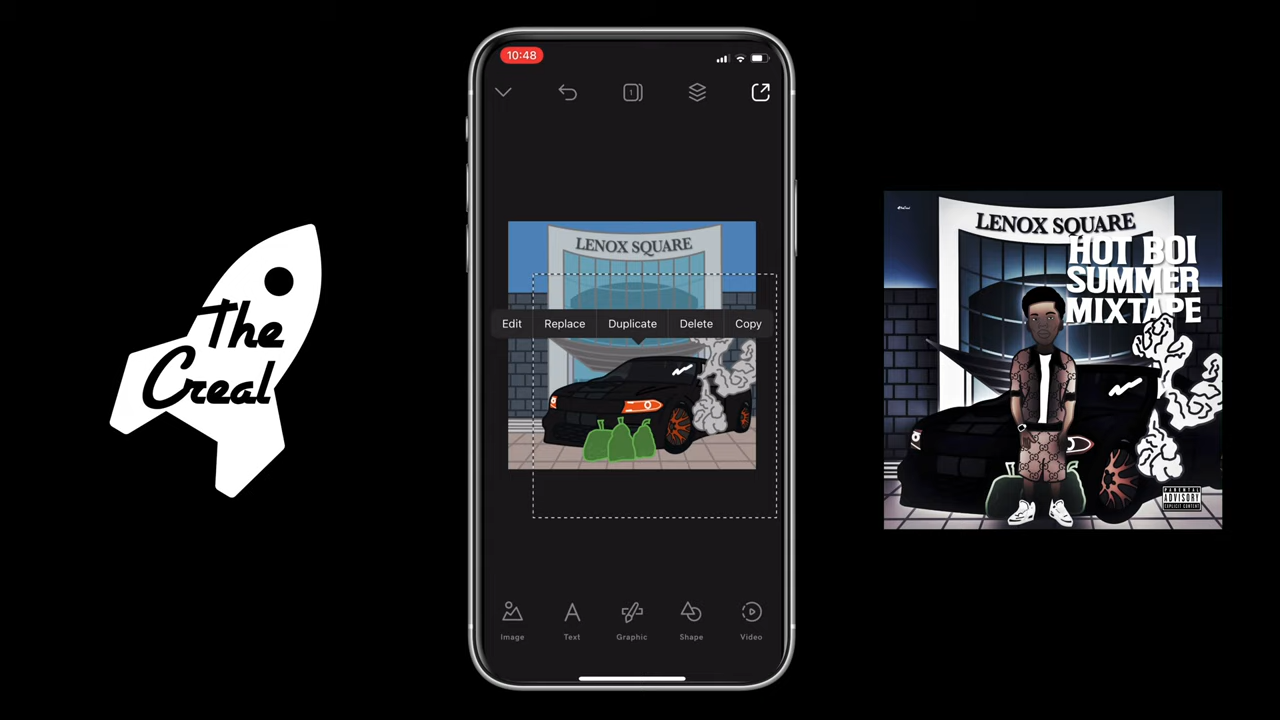 10:48
1
LENOX SQUARE
Edit Replace Duplicate Delete Copy
Image Text Graphic Shape Video
The
Creal
LENOX SQUARE
HOT BOI
SUMMER
MIXTAPE
PARENTAL
ADVISORY
EXPLICIT CONTENT